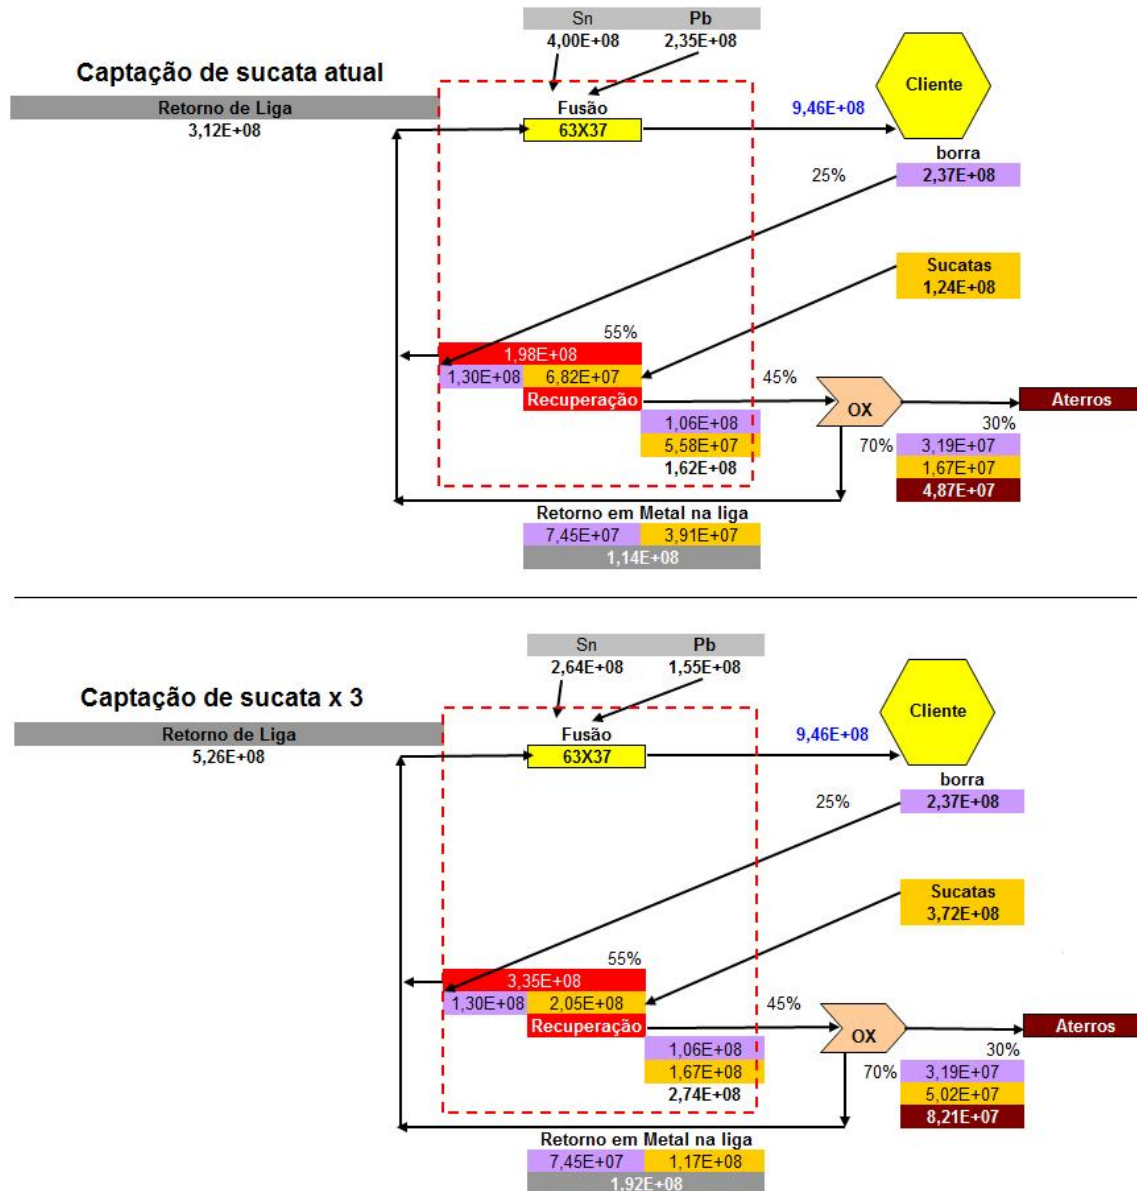 Sn Pb
4,00E+08 2,35E+08
Captação de sucata atual
Cliente
Retorno de Liga
3,12E+08
Fusão
63X37
9,46E+08
borra
25% 2,37E+08
Sucatas
1,24E+08
55%
1,98E+08
1,30E+08 6,82E+07
Recuperação
45%
OX
Aterros
30%
1,06E+08
5,58E+07
1,62E+08
70%
3,19E+07
1,67E+07
4,87E+07
Retorno em Metal na liga
7,45E+07 3,91E+07
1,14E+08
Sn Pb
2,64E+08 1,55E+08
Captação de sucata x 3
Cliente
Retorno de Liga
5,26E+08
Fusão
63X37
9,46E+08
borra
25% 2,37E+08
Sucatas
3,72E+08
55%
3,35E+08
1,30E+08 2,05E+08
Recuperação
45%
OX
Aterros
30%
1,06E+08
1,67E+08
2,74E+08
70%
3,19E+07
5,02E+07
8,21E+07
Retorno em Metal na liga
7,45E+07 1,17E+08
1,92E+08